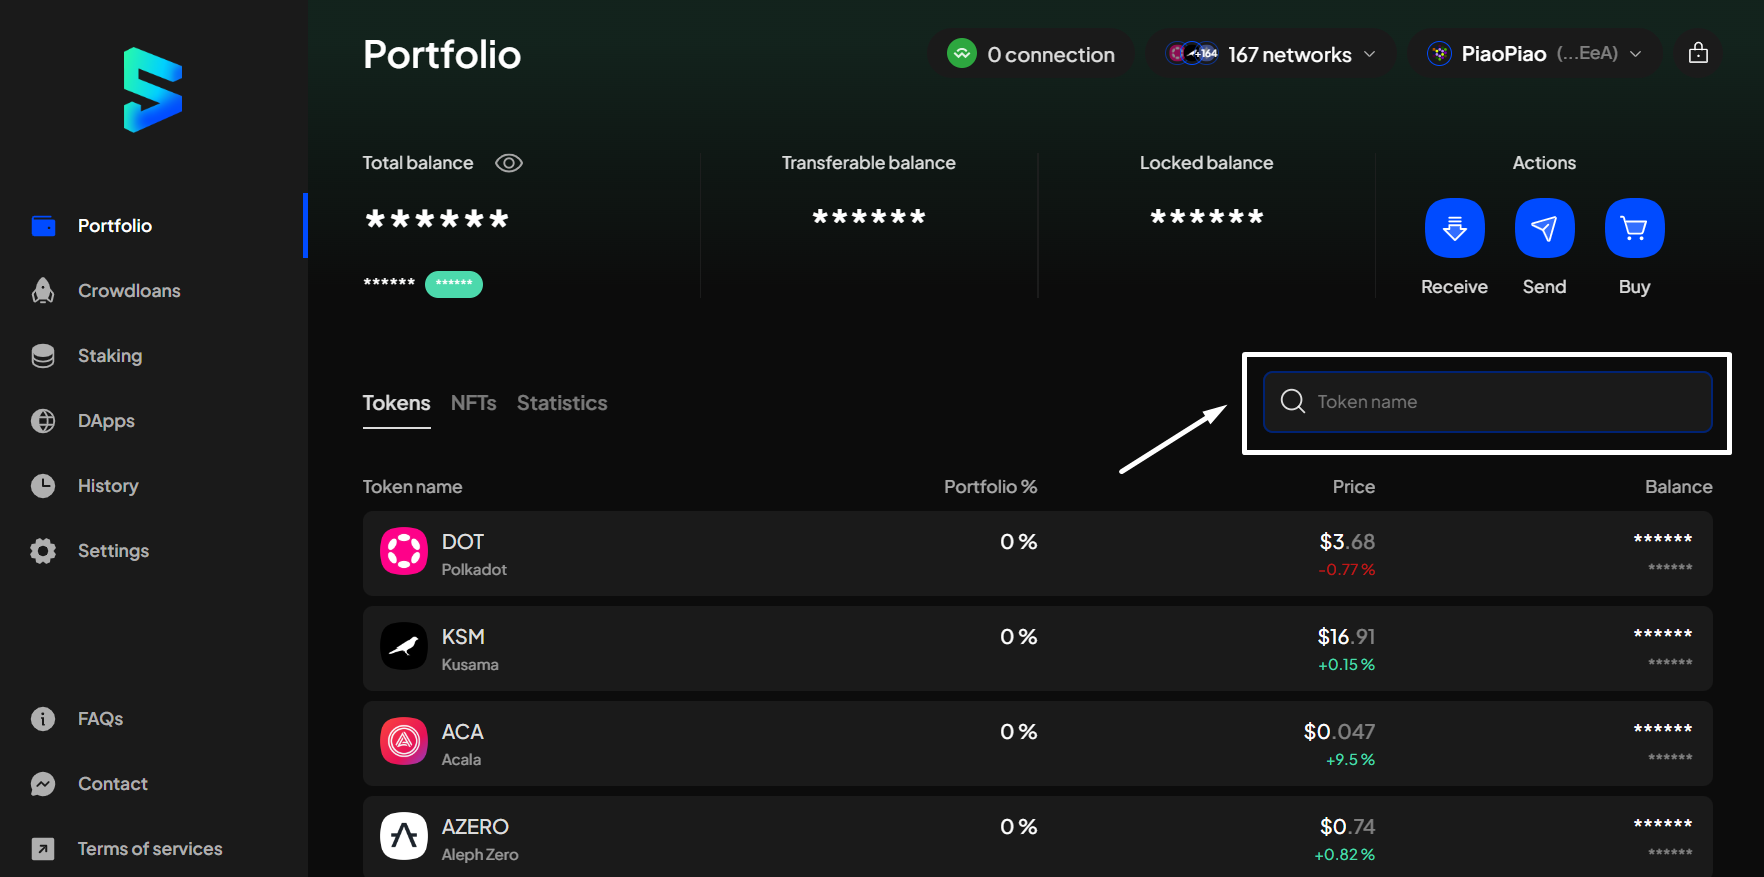 Portfolio
0 connection
+164
167 networks
PiaoPiao (...EeA)
Total balance
******
****** ******
Transferable balance
******
Locked balance
******
Actions
Receive
Send
Buy
Portfolio
Crowdloans
Staking
DApps
History
Settings
FAQs
Contact
Terms of services
Tokens NFTs Statistics
Token name
Token name Portfolio % Price Balance
DOT 0 % $3.68 ******
Polkadot -0.77 % ******
KSM 0 % $16.91 ******
Kusama +0.15 % ******
ACA 0 % $0.047 ******
Acala +9.5 % ******
AZERO 0 % $0.74 ******
Aleph Zero +0.82 % ******